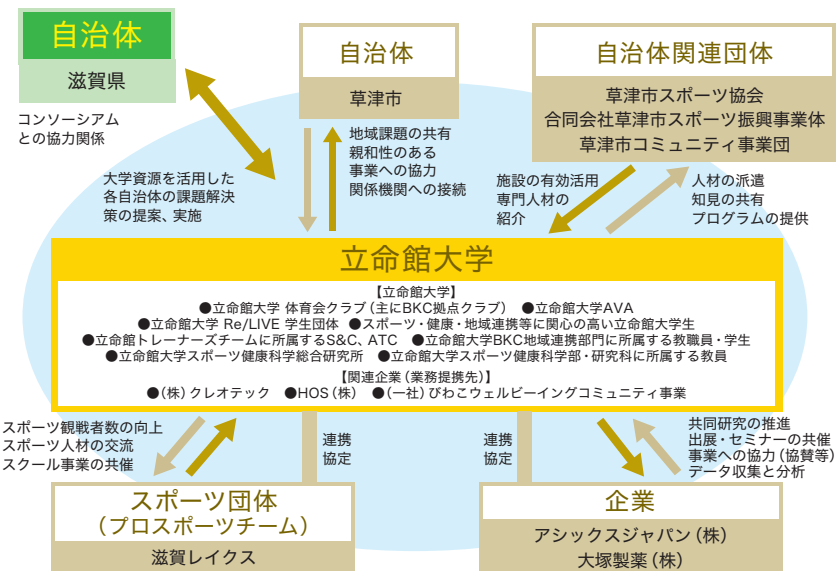 自治体
滋賀県
コンソーシアム
との協力関係
自治体
草津市
自治体関連団体
草津市スポーツ協会
合同会社草津市スポーツ振興事業体
草津市コミュニティ事業団
大学資源を活用した
各自治体の課題解決
策の提案、実施
地域課題の共有
親和性のある
事業への協力
関係機関への接続
施設の有効活用
専門人材の
紹介
人材の派遣
知見の共有
プログラムの提供
立命館大学
【立命館大学】
●立命館大学 体育会クラブ（主にBKC拠点クラブ） ●立命館大学AVA
●立命館大学 Re/LIVE 学生団体 ●スポーツ・健康・地域連携等に関心の高い立命館大学生
●立命館トレーナーズチームに所属するS&C、ATC ●立命館大学BKC地域連携部門に所属する教職員・学生
●立命館大学スポーツ健康科学総合研究所 ●立命館大学スポーツ健康科学部・研究科に所属する教員
【関連企業（業務提携先）】
●（株）クレオテック ●HOS（株） ●（一社）びわこウェルビーイングコミュニティ事業
スポーツ観戦者数の向上
スポーツ人材の交流
スクール事業の共催
連携
協定
連携
協定
共同研究の推進
出展・セミナーの共催
事業への協力（協賛等）
データ収集と分析
スポーツ団体
（プロスポーツチーム）
滋賀レイクス
企業
アシックスジャパン（株）
大塚製薬（株）